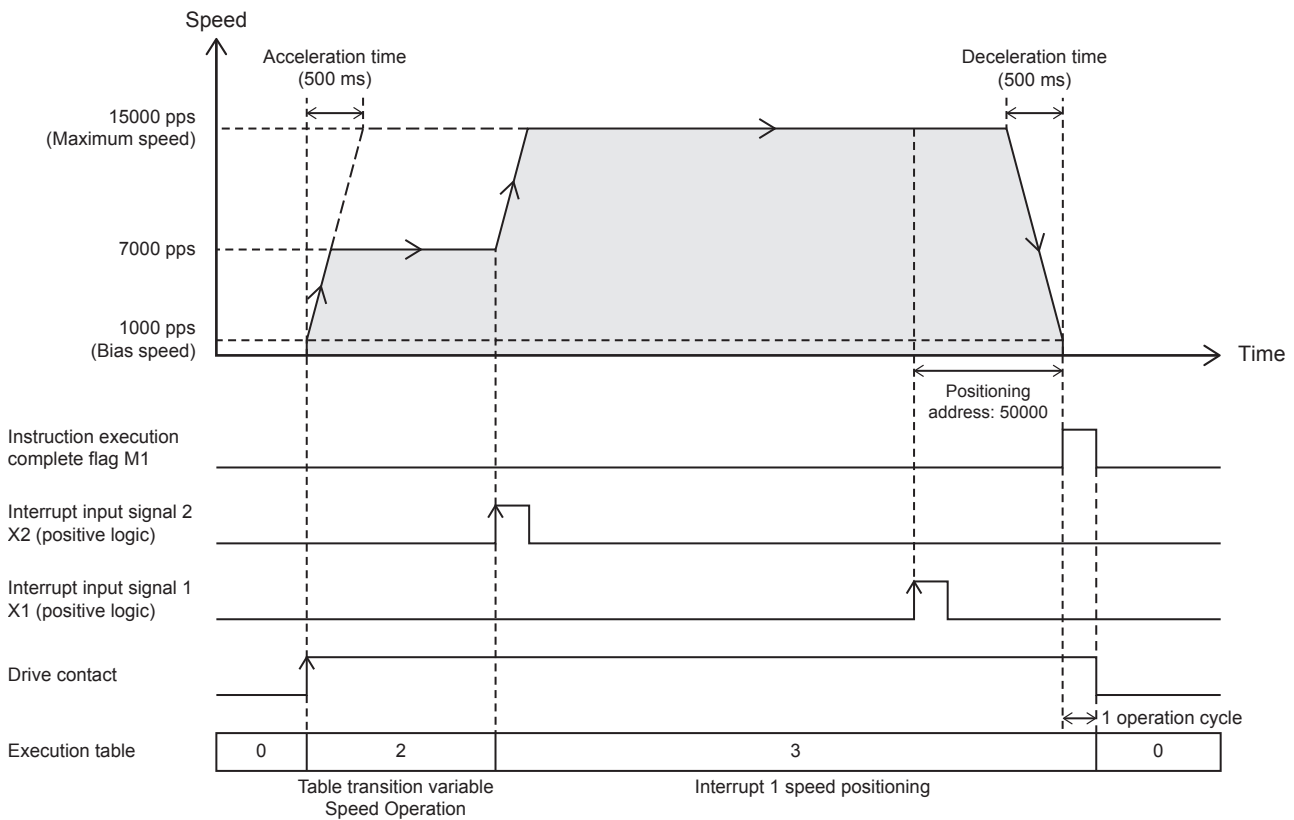 Speed
Acceleration time
(500 ms)
Deceleration time
(500 ms)
15000 pps
(Maximum speed)
7000 pps
1000 pps
(Bias speed)
Time
Positioning
address: 50000
Instruction execution
complete flag M1
Interrupt input signal 2
X2 (positive logic)
Interrupt input signal 1
X1 (positive logic)
Drive contact
1 operation cycle
Execution table
0
2
3
0
Table transition variable
Speed Operation
Interrupt 1 speed positioning